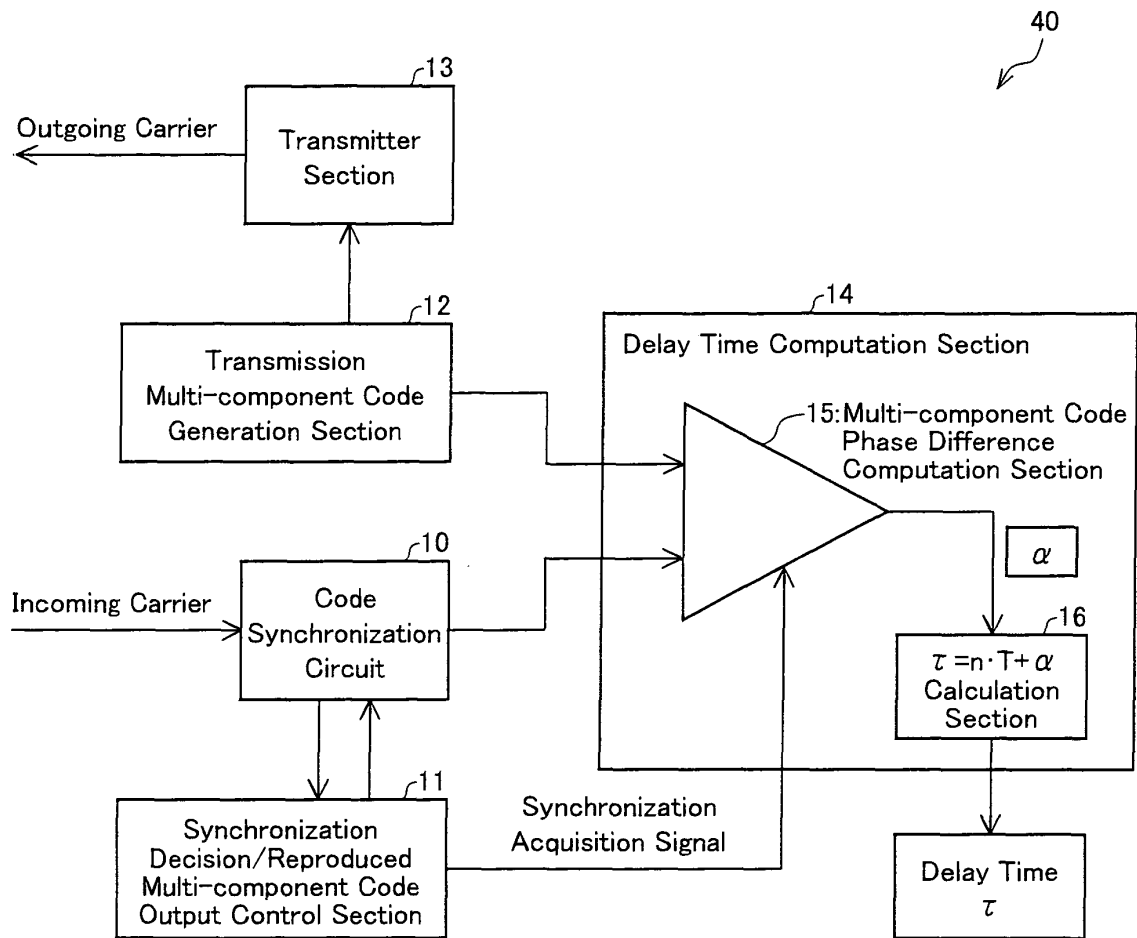 40
13
Outgoing Carrier
Transmitter
Section
12
Transmission
Multi-component Code
Generation Section
14
Delay Time Computation Section
15:Multi-component Code
Phase Difference
Computation Section
10
Incoming Carrier
Code
Synchronization
Circuit
α
16
τ=n·T+α
Calculation
Section
11
Synchronization
Decision/Reproduced
Multi-component Code
Output Control Section
Synchronization
Acquisition Signal
Delay Time
τ